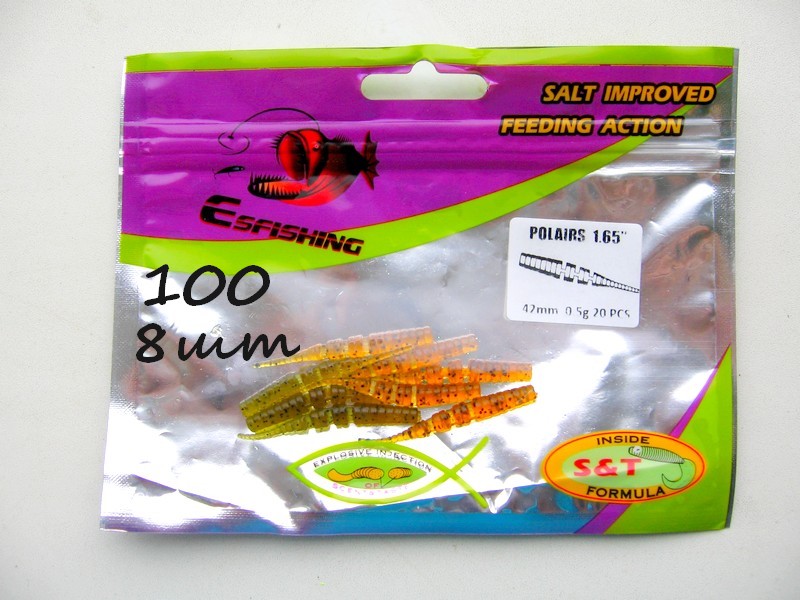 SALT IMPROVED
FEEDING ACTION
ESFISHING
POLAIRS 1.65"
42mm 0.5g 20 PCS
100
8 шт
EXPLOSIVE INJECTION
OF
INSIDE
S&T
FORMULA